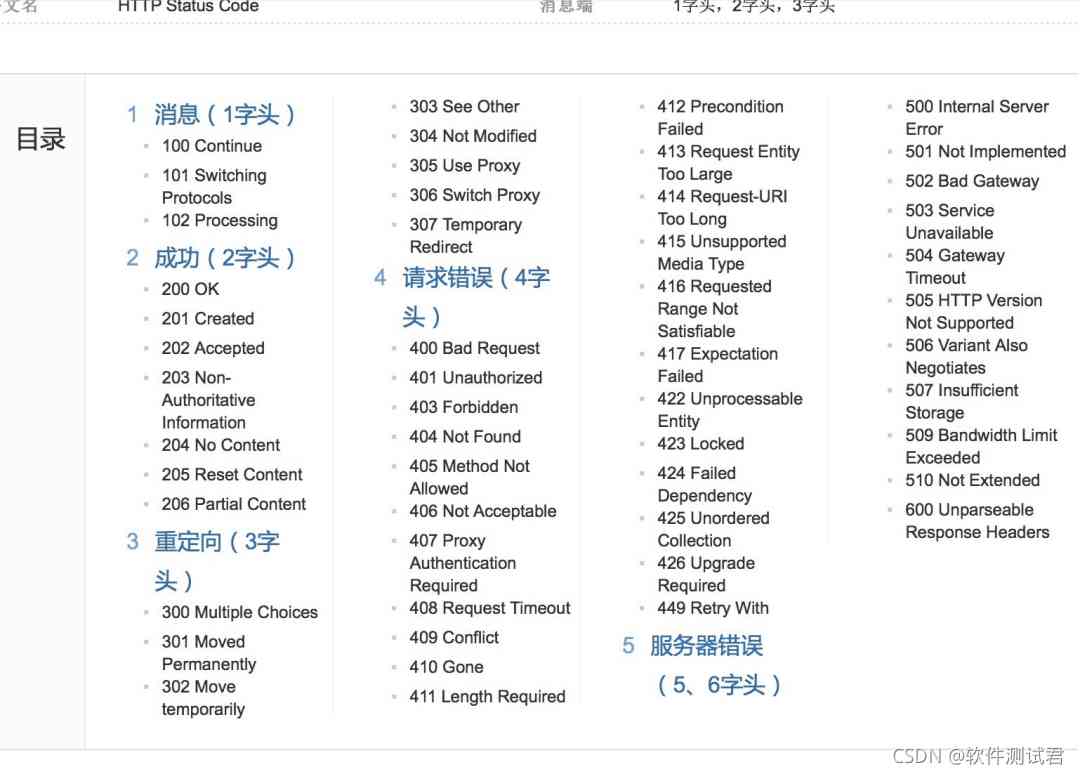 文名
HTTP Status Code
消息端
1字头，2字头，3字头
目录
1 消息（1字头）
100 Continue
101 Switching
Protocols
102 Processing
2 成功（2字头）
200 OK
201 Created
202 Accepted
203 Non-
Authoritative
Information
204 No Content
205 Reset Content
206 Partial Content
3 重定向（3字
头）
300 Multiple Choices
301 Moved
Permanently
302 Move
temporarily
303 See Other
304 Not Modified
305 Use Proxy
306 Switch Proxy
307 Temporary
Redirect
4 请求错误（4字
头）
400 Bad Request
401 Unauthorized
403 Forbidden
404 Not Found
405 Method Not
Allowed
406 Not Acceptable
407 Proxy
Authentication
Required
408 Request Timeout
409 Conflict
410 Gone
411 Length Required
412 Precondition
Failed
413 Request Entity
Too Large
414 Request-URI
Too Long
415 Unsupported
Media Type
416 Requested
Range Not
Satisfiable
417 Expectation
Failed
422 Unprocessable
Entity
423 Locked
424 Failed
Dependency
425 Unordered
Collection
426 Upgrade
Required
449 Retry With
5 服务器错误
（5、6字头）
500 Internal Server
Error
501 Not Implemented
502 Bad Gateway
503 Service
Unavailable
504 Gateway
Timeout
505 HTTP Version
Not Supported
506 Variant Also
Negotiates
507 Insufficient
Storage
509 Bandwidth Limit
Exceeded
510 Not Extended
600 Unparseable
Response Headers
CSDN @软件测试君